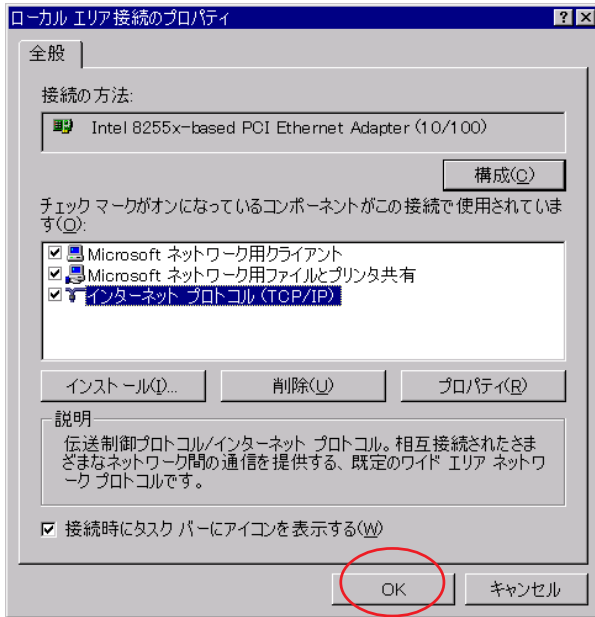 ローカル エリア接続のプロパティ
全般
接続の方法:
Intel 8255x-based PCI Ethernet Adapter (10/100)
構成(C)
チェック マークがオンになっているコンポーネントがこの接続で使用されていま
す(O):
Microsoft ネットワーク用クライアント
Microsoft ネットワーク用ファイルとプリンタ共有
インターネット プロトコル (TCP/IP)
インストール(I)...
削除(U)
プロパティ(R)
説明
伝送制御プロトコル/インターネット プロトコル。相互接続されたさま
ざまなネットワーク間の通信を提供する、既定のワイド エリア ネットワ
ーク プロトコルです。
接続時にタスク バーにアイコンを表示する(W)
OK
キャンセル